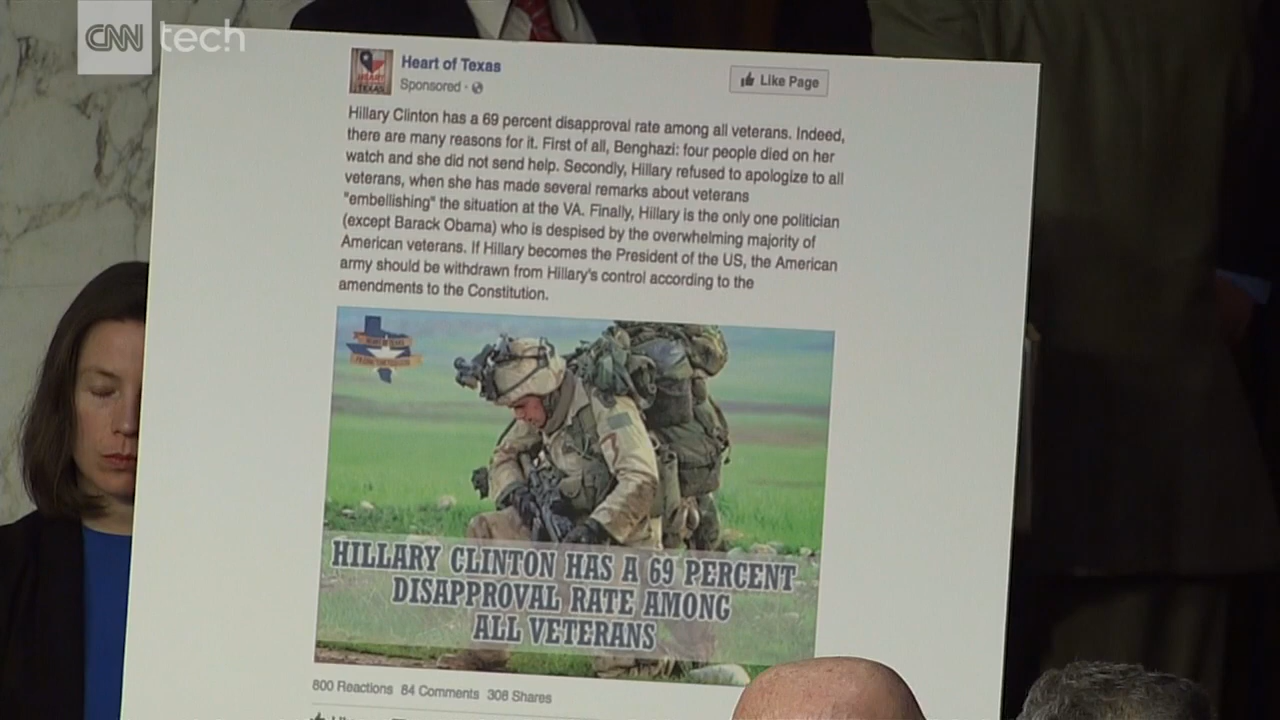 CNN tech
Heart of Texas
Sponsored ·
Like Page
Hillary Clinton has a 69 percent disapproval rate among all veterans. Indeed,
there are many reasons for it. First of all, Benghazi: four people died on her
watch and she did not send help. Secondly, Hillary refused to apologize to all
veterans, when she has made several remarks about veterans
"embellishing" the situation at the VA. Finally, Hillary is the only one politician
(except Barack Obama) who is despised by the overwhelming majority of
American veterans. If Hillary becomes the President of the US, the American
army should be withdrawn from Hillary's control according to the
amendments to the Constitution.
HILLARY CLINTON HAS A 69 PERCENT
DISAPPROVAL RATE AMONG
ALL VETERANS
800 Reactions 84 Comments 308 Shares